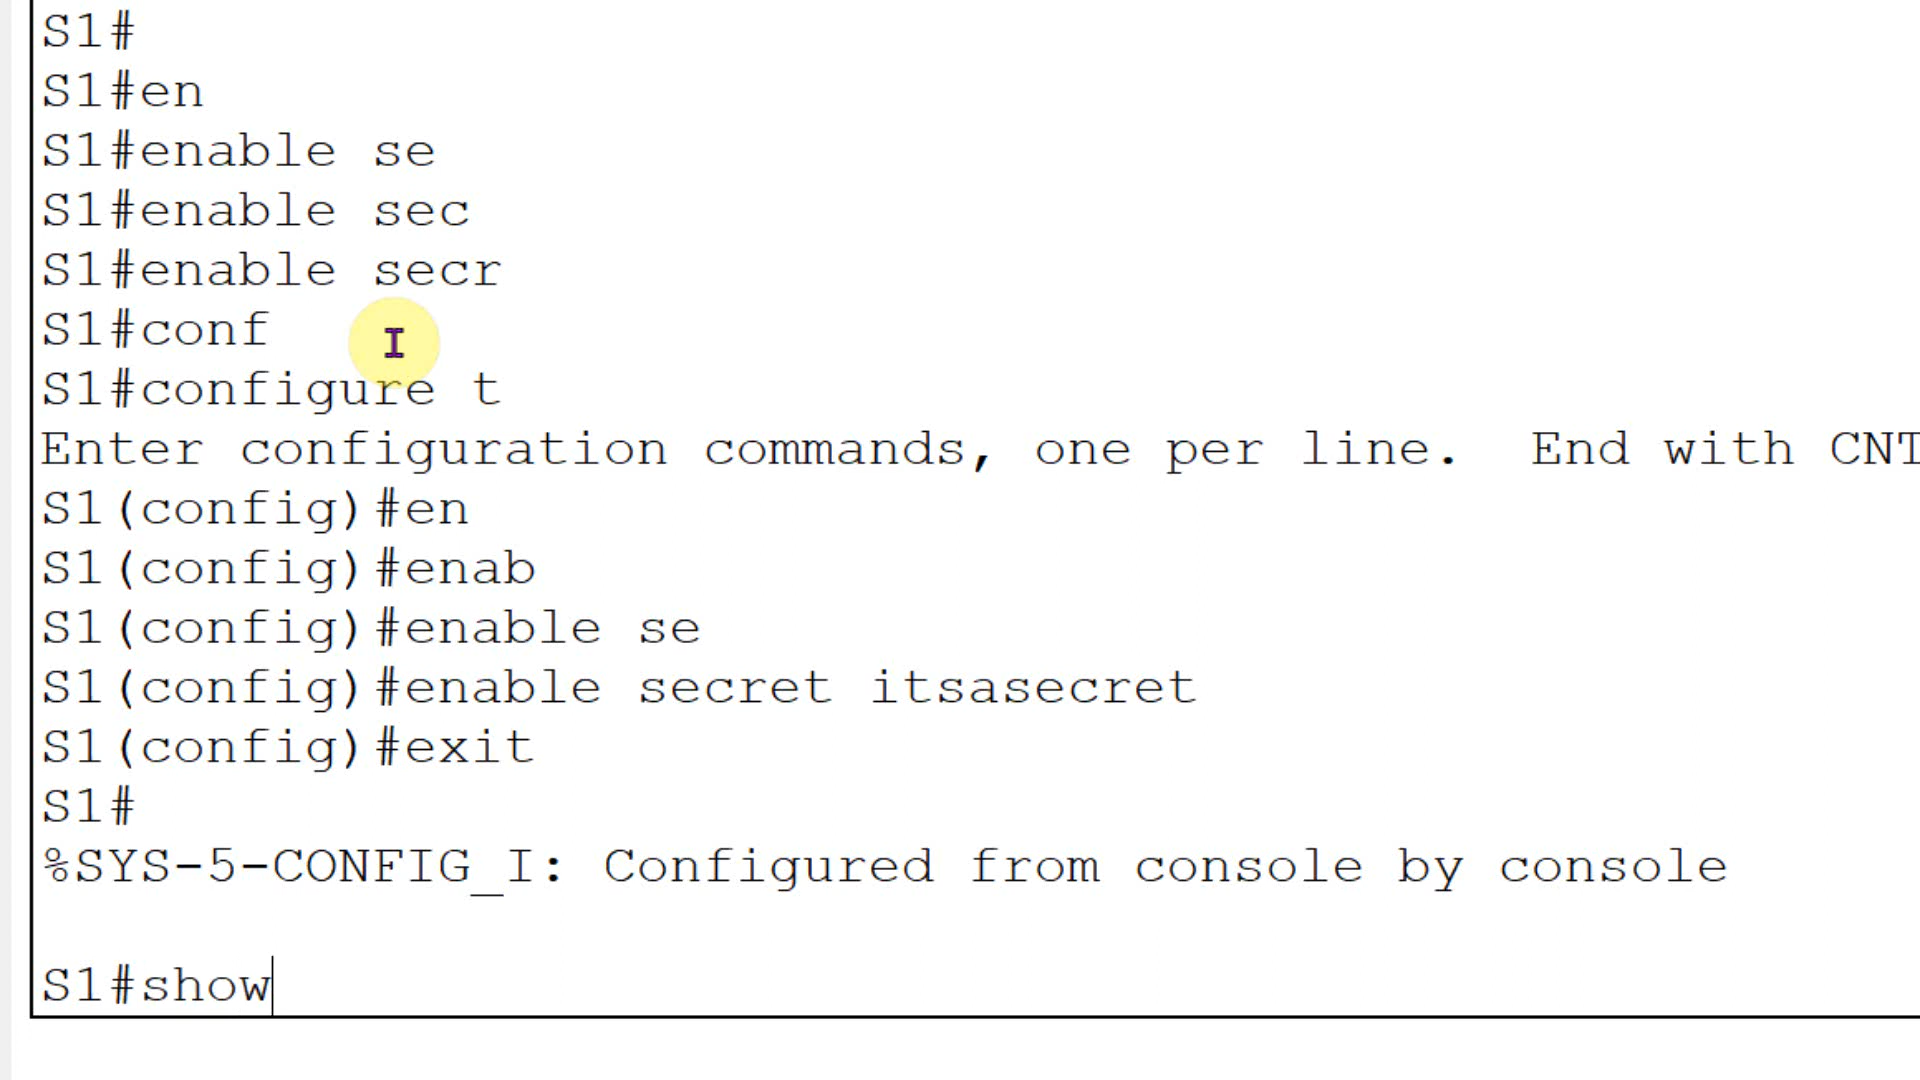 S1#
S1#en
S1#enable se
S1#enable sec
S1#enable secr
S1#conf
S1#configure t
Enter configuration commands, one per line.  End with CNT
S1(config)#en
S1(config)#enab
S1(config)#enable se
S1(config)#enable secret itsasecret
S1(config)#exit
S1#
%SYS-5-CONFIG_I: Configured from console by console
S1#show